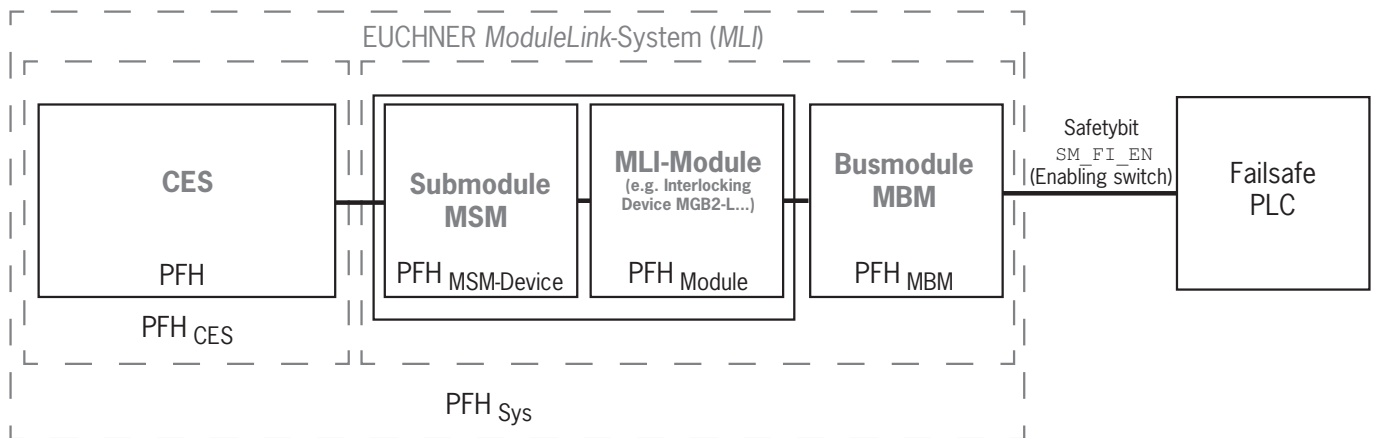 EUCHNER ModuleLink-System (MLI)
CES
PFH
PFH CES
Submodule
MSM
PFH MSM-Device
MLI-Module
(e.g. Interlocking
Device MGB2-L...)
PFH Module
Busmodule
MBM
PFH MBM
Safetybit
SM_FI_EN
(Enabling switch)
Failsafe
PLC
PFH Sys